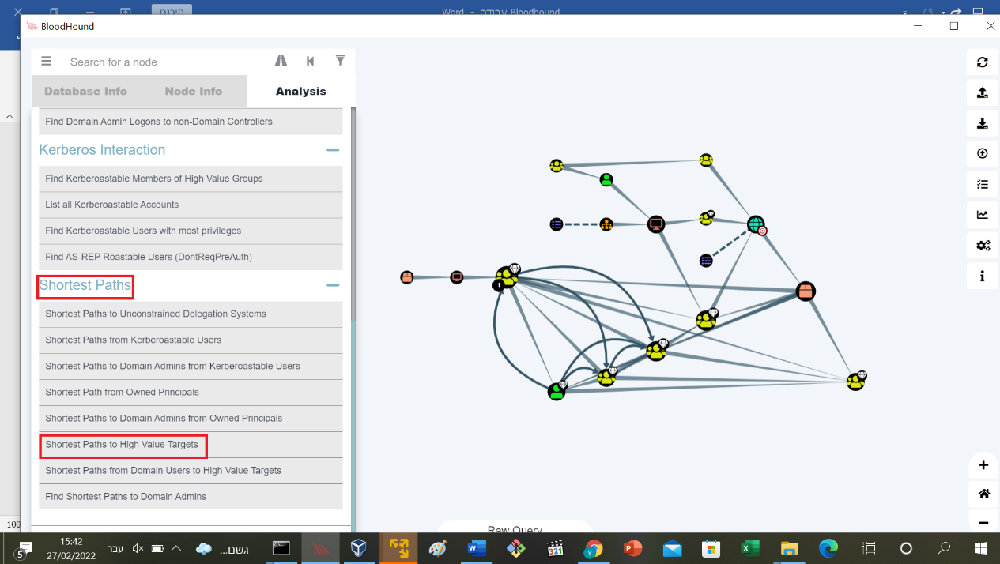 היכנס
עבודה Bloodhound - Word
BloodHound
Search for a node
Database Info
Node Info
Analysis
Find Domain Admin Logons to non-Domain Controllers
Kerberos Interaction
Find Kerberoastable Members of High Value Groups
List all Kerberoastable Accounts
Find Kerberoastable Users with most privileges
Find AS-REP Roastable Users (DontReqPreAuth)
Shortest Paths
Shortest Paths to Unconstrained Delegation Systems
Shortest Paths from Kerberoastable Users
Shortest Paths to Domain Admins from Kerberoastable Users
Shortest Path from Owned Principals
Shortest Paths to Domain Admins from Owned Principals
Shortest Paths to High Value Targets
Shortest Paths from Domain Users to High Value Targets
Find Shortest Paths to Domain Admins
1
Raw Query
100
5
15:42
27/02/2022
עבר
גשם...
321